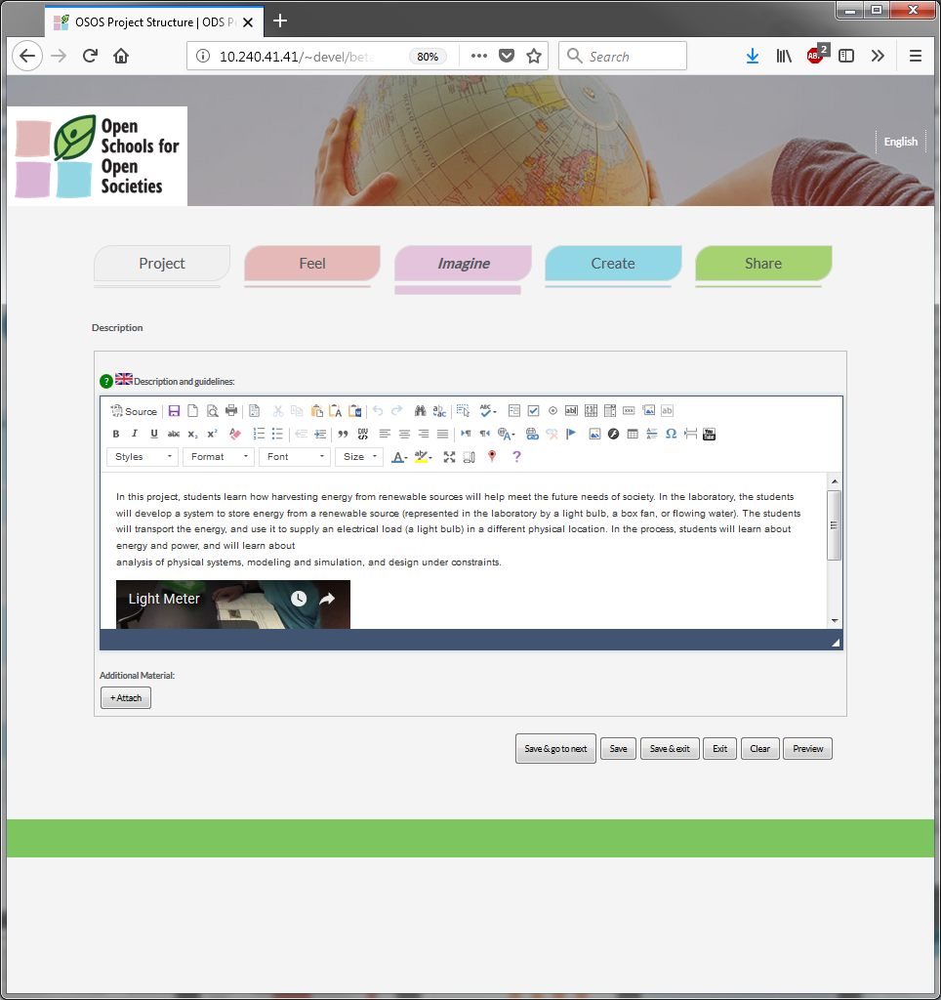 OSOS Project Structure | ODS P
10.240.41.41/~devel/beta
80%
Search
ABP
2
Open
Schools for
Open
Societies
English
Project
Feel
Imagine
Create
Share
Description
? Description and guidelines:
Source
B I U abc x₂ x²
DIV
YouTube
Styles
Format
Font
Size
A
?
In this project, students learn how harvesting energy from renewable sources will help meet the future needs of society. In the laboratory, the students
will develop a system to store energy from a renewable source (represented in the laboratory by a light bulb, a box fan, or flowing water). The students
will transport the energy, and use it to supply an electrical load (a light bulb) in a different physical location. In the process, students will learn about
energy and power, and will learn about
analysis of physical systems, modeling and simulation, and design under constraints.
Light Meter
Additional Material:
+Attach
Save & go to next
Save
Save & exit
Exit
Clear
Preview